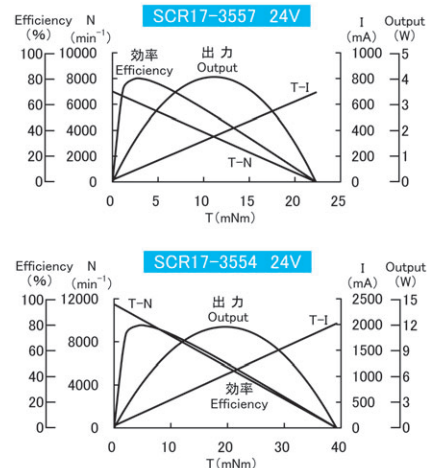 SCR17-3557 24V
Efficiency N
(%) (min⁻¹)
I Output
(mA) (W)
効率
Efficiency
出力
Output
T-I
T-N
100 10000
80 8000
60 6000
40 4000
20 2000
0 0
1000 5
800 4
600 3
400 2
200 1
0 0
0 5 10 15 20 25
T(mNm)
SCR17-3554 24V
Efficiency N
(%) (min⁻¹)
I Output
(mA) (W)
T-N
出力
Output
T-I
効率
Efficiency
100 12000
80
60 8000
40
4000
20
0 0
2500 15
2000 12
1500 9
1000 6
500 3
0 0
0 10 20 30 40
T(mNm)